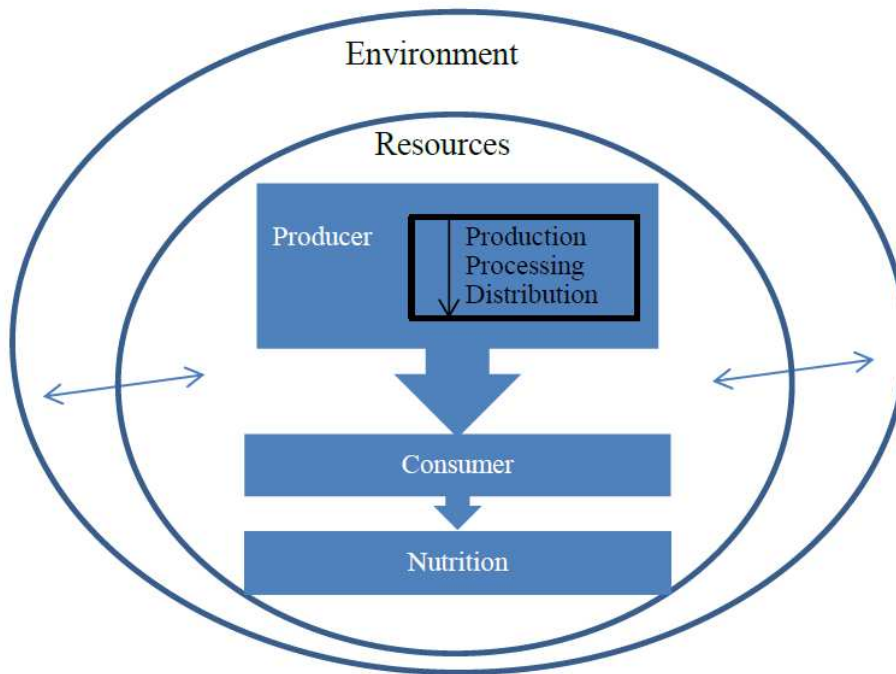 Environment
Resources
Producer
Production
Processing
Distribution
Consumer
Nutrition